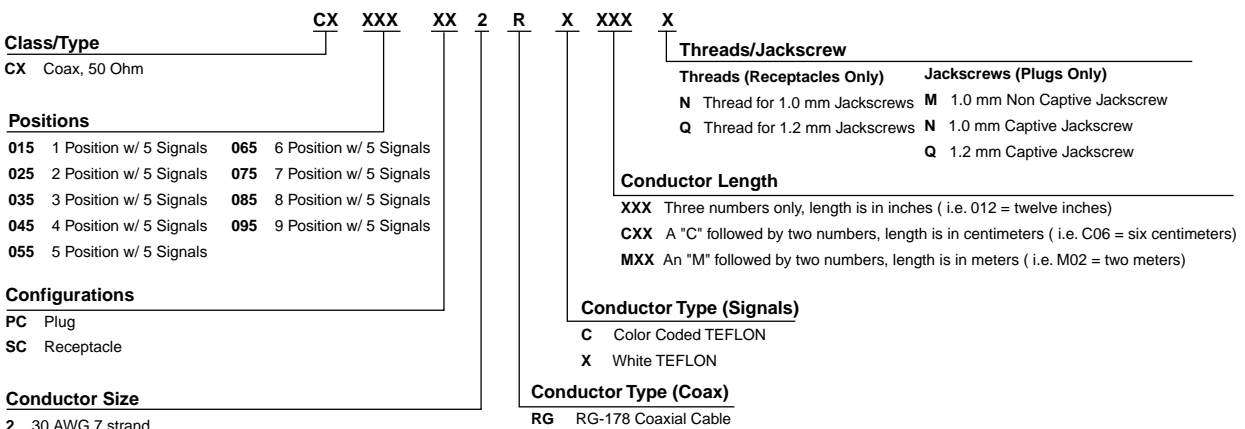 CX XXX XX 2 R X XXX X
Class/Type
CX Coax, 50 Ohm
Positions
015 1 Position w/ 5 Signals 065 6 Position w/ 5 Signals
025 2 Position w/ 5 Signals 075 7 Position w/ 5 Signals
035 3 Position w/ 5 Signals 085 8 Position w/ 5 Signals
045 4 Position w/ 5 Signals 095 9 Position w/ 5 Signals
055 5 Position w/ 5 Signals
Configurations
PC Plug
SC Receptacle
Conductor Size
2 30 AWG 7 strand
Threads/Jackscrew
Threads (Receptacles Only) Jackscrews (Plugs Only)
N Thread for 1.0 mm Jackscrews M 1.0 mm Non Captive Jackscrew
Q Thread for 1.2 mm Jackscrews N 1.0 mm Captive Jackscrew
Q 1.2 mm Captive Jackscrew
Conductor Length
XXX Three numbers only, length is in inches ( i.e. 012 = twelve inches)
CXX A "C" followed by two numbers, length is in centimeters ( i.e. C06 = six centimeters)
MXX An "M" followed by two numbers, length is in meters ( i.e. M02 = two meters)
Conductor Type (Signals)
C Color Coded TEFLON
X White TEFLON
Conductor Type (Coax)
RG RG-178 Coaxial Cable